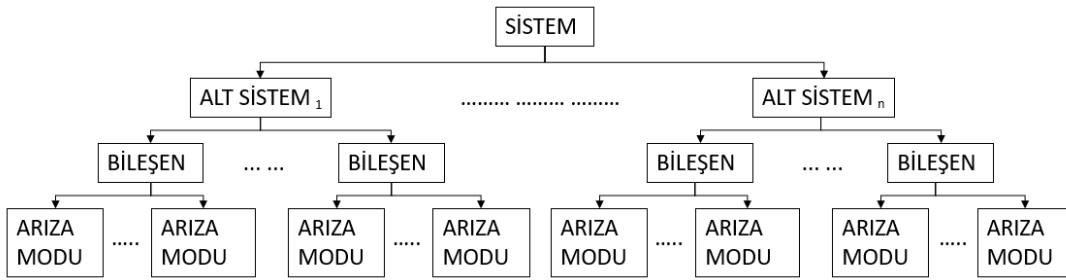 SİSTEM
ALT SİSTEM 1
......... ......... .........
ALT SİSTEM n
BİLEŞEN
... ...
BİLEŞEN
BİLEŞEN
... ...
BİLEŞEN
ARIZA
MODU
.....
ARIZA
MODU
ARIZA
MODU
.....
ARIZA
MODU
ARIZA
MODU
.....
ARIZA
MODU
ARIZA
MODU
.....
ARIZA
MODU